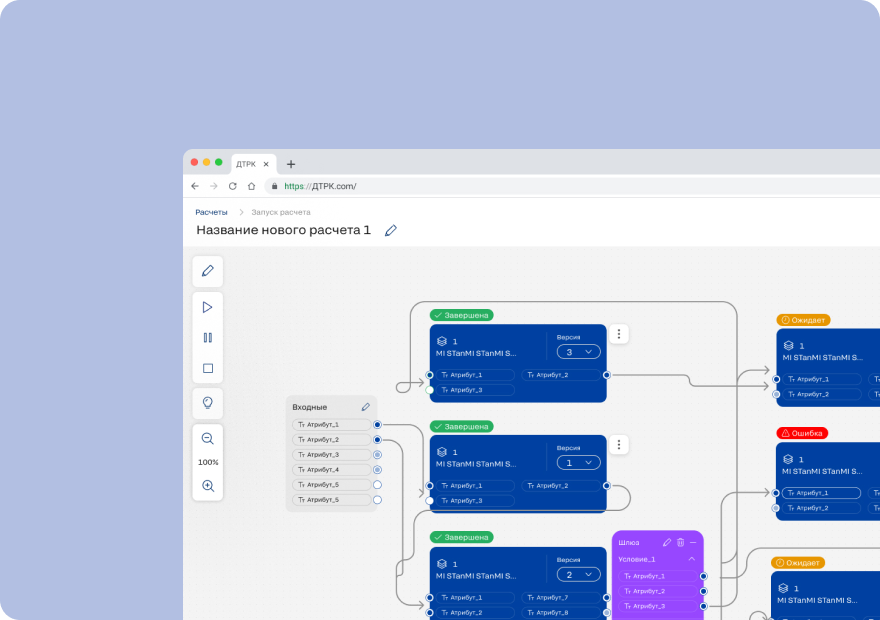 ДТРК
https://ДТРК.com/
Расчеты Запуск расчета
Название нового расчета 1
100%
Входные
Атрибут_1
Атрибут_2
Атрибут_3
Атрибут_4
Атрибут_5
Атрибут_5
Завершена
1
MI STanMI STanMI S...
Версия
3
Атрибут_1 Атрибут_2
Атрибут_3
Завершена
1
MI STanMI STanMI S...
Версия
1
Атрибут_1 Атрибут_2
Атрибут_3
Завершена
1
MI STanMI STanMI S...
Версия
2
Атрибут_1 Атрибут_7
Атрибут_2 Атрибут_8
Шлюз
Условие_1
Атрибут_1
Атрибут_2
Атрибут_3
Ожидает
1
MI STanMI STanMI S...
Атрибут_1
Атрибут_2
Ошибка
1
MI STanMI STanMI S...
Атрибут_1
Атрибут_2
Ожидает
1
MI STanMI STanMI S...